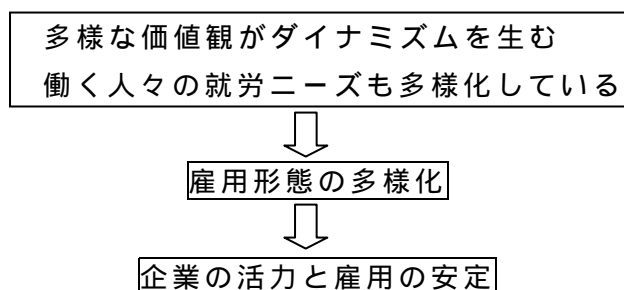 多様な価値観がダイナミズムを生む
働く人々の就労ニーズも多様化している
雇用形態の多様化
企業の活力と雇用の安定